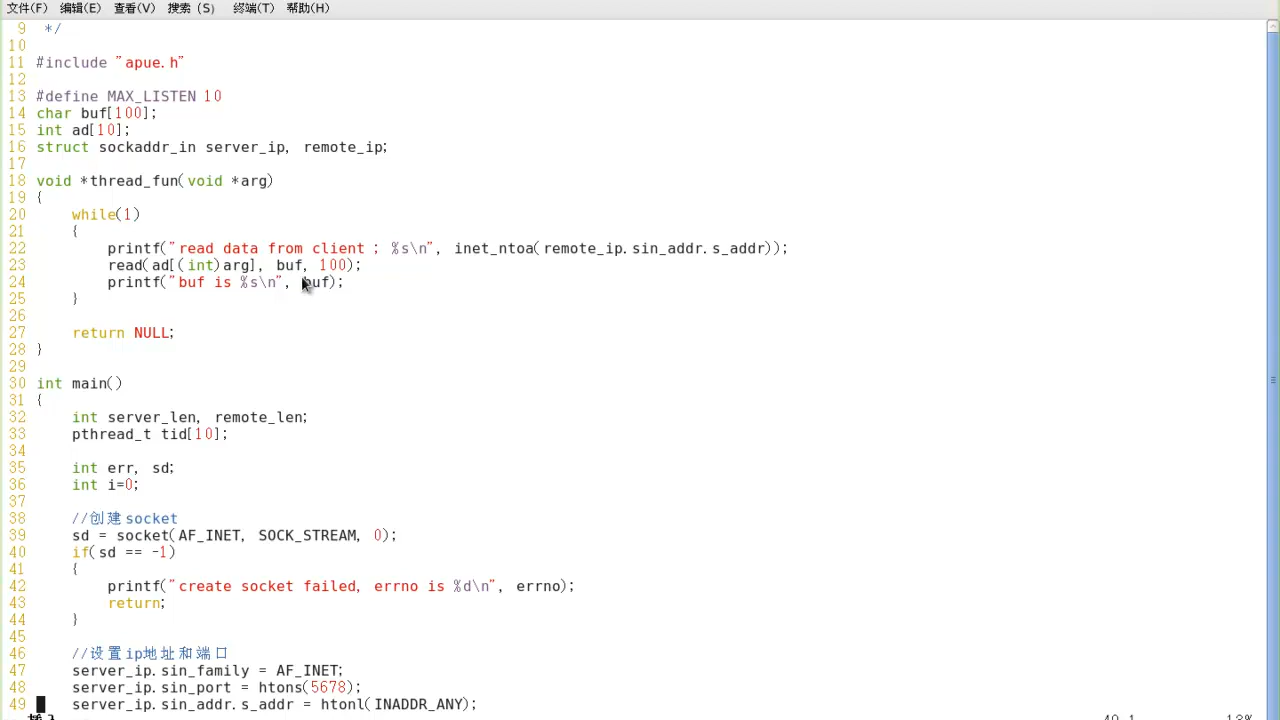 文件(F) 编辑(E) 查看(V) 搜索 (S) 终端(T) 帮助(H)
9 */
10
11 #include "apue.h"
12
13 #define MAX_LISTEN 10
14 char buf[100];
15 int ad[10];
16 struct sockaddr_in server_ip, remote_ip;
17
18 void *thread_fun(void *arg)
19 {
20     while(1)
21     {
22         printf("read data from client ; %s\n", inet_ntoa(remote_ip.sin_addr.s_addr));
23         read(ad[(int)arg], buf, 100);
24         printf("buf is %s\n", buf);
25     }
26
27     return NULL;
28 }
29
30 int main()
31 {
32     int server_len, remote_len;
33     pthread_t tid[10];
34
35     int err, sd;
36     int i=0;
37
38     //创建socket
39     sd = socket(AF_INET, SOCK_STREAM, 0);
40     if(sd == -1)
41     {
42         printf("create socket failed, errno is %d\n", errno);
43         return;
44     }
45
46     //设置ip地址和端口
47     server_ip.sin_family = AF_INET;
48     server_ip.sin_port = htons(5678);
49     server_ip.sin_addr.s_addr = htonl(INADDR_ANY);